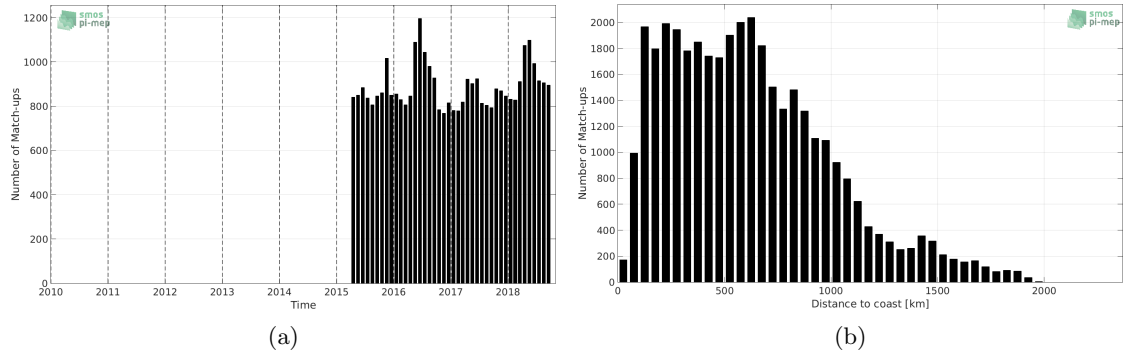 smos
pi-mep
Number of Match-ups
1200
1000
800
600
400
200
0
2010 2011 2012 2013 2014 2015 2016 2017 2018
Time
(a)
smos
pi-mep
Number of Match-ups
2000
1800
1600
1400
1200
1000
800
600
400
200
0
0 500 1000 1500 2000
Distance to coast [km]
(b)